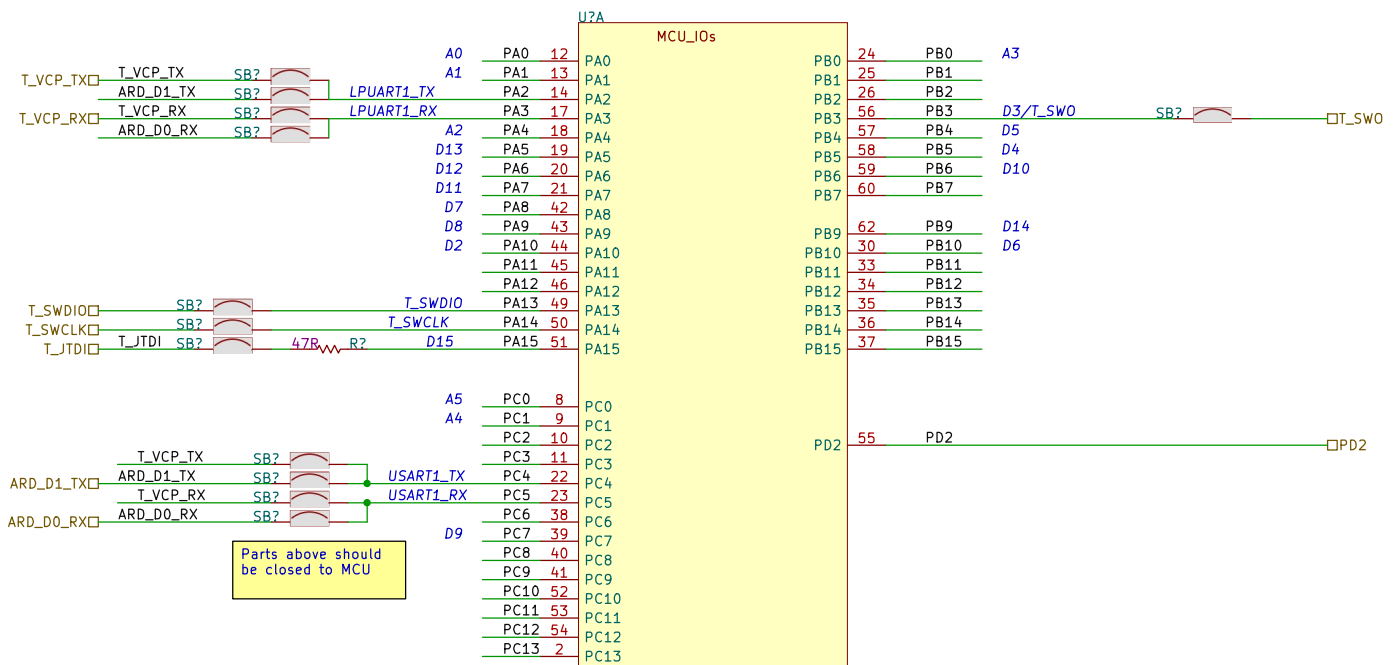 U?A
MCU_IOs
A0 PA0 12 PA0 PB0 24 PB0 A3
T_VCP_TX T_VCP_TX SB? A1 PA1 13 PA1 PB1 25 PB1
ARD_D1_TX SB? LPUART1_TX PA2 14 PA2 PB2 26 PB2
T_VCP_RX T_VCP_RX SB? LPUART1_RX PA3 17 PA3 PB3 56 PB3 D3/T_SWO SB? T_SWO
ARD_D0_RX SB? A2 PA4 18 PA4 PB4 57 PB4 D5
D13 PA5 19 PA5 PB5 58 PB5 D4
D12 PA6 20 PA6 PB6 59 PB6 D10
D11 PA7 21 PA7 PB7 60 PB7
D7 PA8 42 PA8
D8 PA9 43 PA9 PB9 62 PB9 D14
D2 PA10 44 PA10 PB10 30 PB10 D6
PA11 45 PA11 PB11 33 PB11
PA12 46 PA12 PB12 34 PB12
T_SWDIO SB? T_SWDIO PA13 49 PA13 PB13 35 PB13
T_SWCLK SB? T_SWCLK PA14 50 PA14 PB14 36 PB14
T_JTDI T_JTDI SB? 47R R? D15 PA15 51 PA15 PB15 37 PB15
A5 PC0 8 PC0
A4 PC1 9 PC1
PC2 10 PC2 PD2 55 PD2 PD2
T_VCP_TX SB? PC3 11 PC3
ARD_D1_TX ARD_D1_TX SB? USART1_TX PC4 22 PC4
T_VCP_RX SB? USART1_RX PC5 23 PC5
ARD_D0_RX ARD_D0_RX SB? PC6 38 PC6
D9 PC7 39 PC7
Parts above should
be closed to MCU
PC8 40 PC8
PC9 41 PC9
PC10 52 PC10
PC11 53 PC11
PC12 54 PC12
PC13 2 PC13